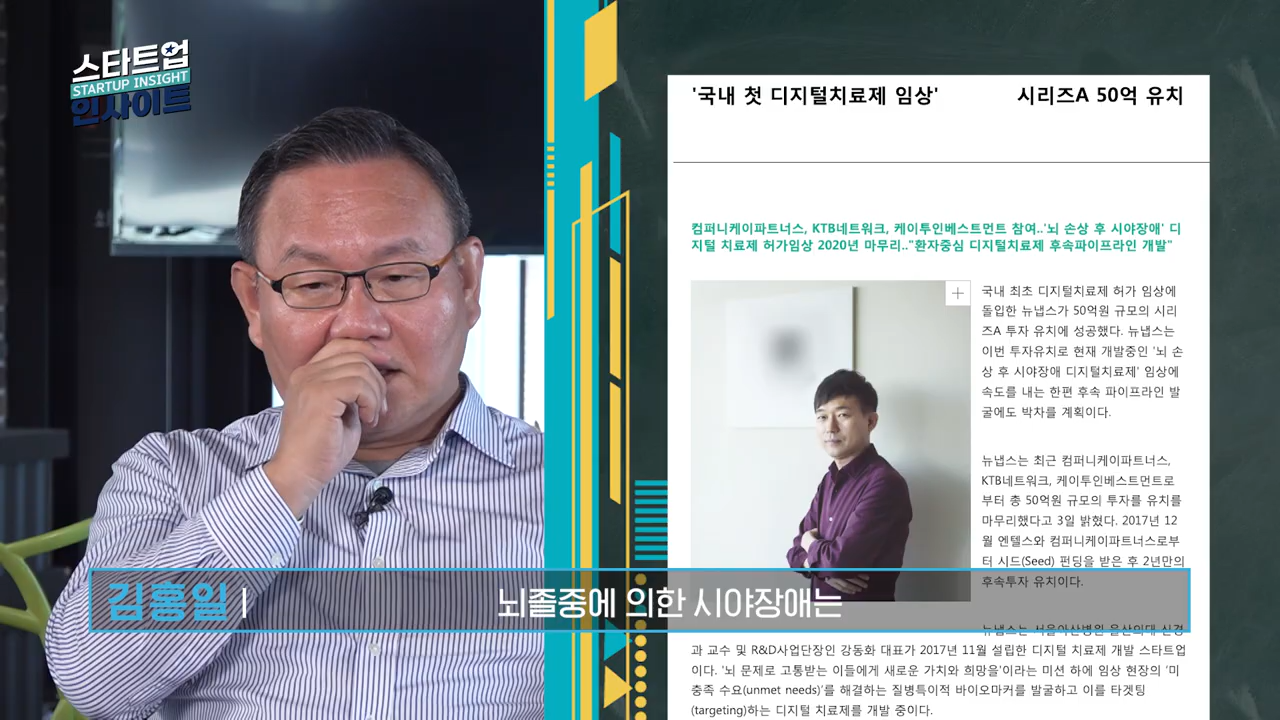 스타트업
STARTUP INSIGHT
인사이트
'국내 첫 디지털치료제 임상' 시리즈A 50억 유치
컴퍼니케이파트너스, KTB네트워크, 케이투인베스트먼트 참여..'뇌 손상 후 시야장애' 디
지털 치료제 허가임상 2020년 마무리.."환자중심 디지털치료제 후속파이프라인 개발"
국내 최초 디지털치료제 허가 임상에
돌입한 뉴냅스가 50억원 규모의 시리
즈A 투자 유치에 성공했다. 뉴냅스는
이번 투자유치로 현재 개발중인 '뇌 손
상 후 시야장애 디지털치료제' 임상에
속도를 내는 한편 후속 파이프라인 발
굴에도 박차를 계획이다.
뉴냅스는 최근 컴퍼니케이파트너스,
KTB네트워크, 케이투인베스트먼트로
부터 총 50억원 규모의 투자를 유치를
마무리했다고 3일 밝혔다. 2017년 12
월 엔텔스와 컴퍼니케이파트너스로부
터 시드(Seed) 펀딩을 받은 후 2년만의
후속투자 유치이다.
김홍일 | 뇌졸중에 의한 시야장애는
뉴냅스는 서울아산병원 울산의대 신경
과 교수 및 R&D사업단장인 강동화 대표가 2017년 11월 설립한 디지털 치료제 개발 스타트업
이다. '뇌 문제로 고통받는 이들에게 새로운 가치와 희망을'이라는 미션 하에 임상 현장의 '미
충족 수요(unmet needs)'를 해결하는 질병특이적 바이오마커를 발굴하고 이를 타겟팅
(targeting)하는 디지털 치료제를 개발 중이다.